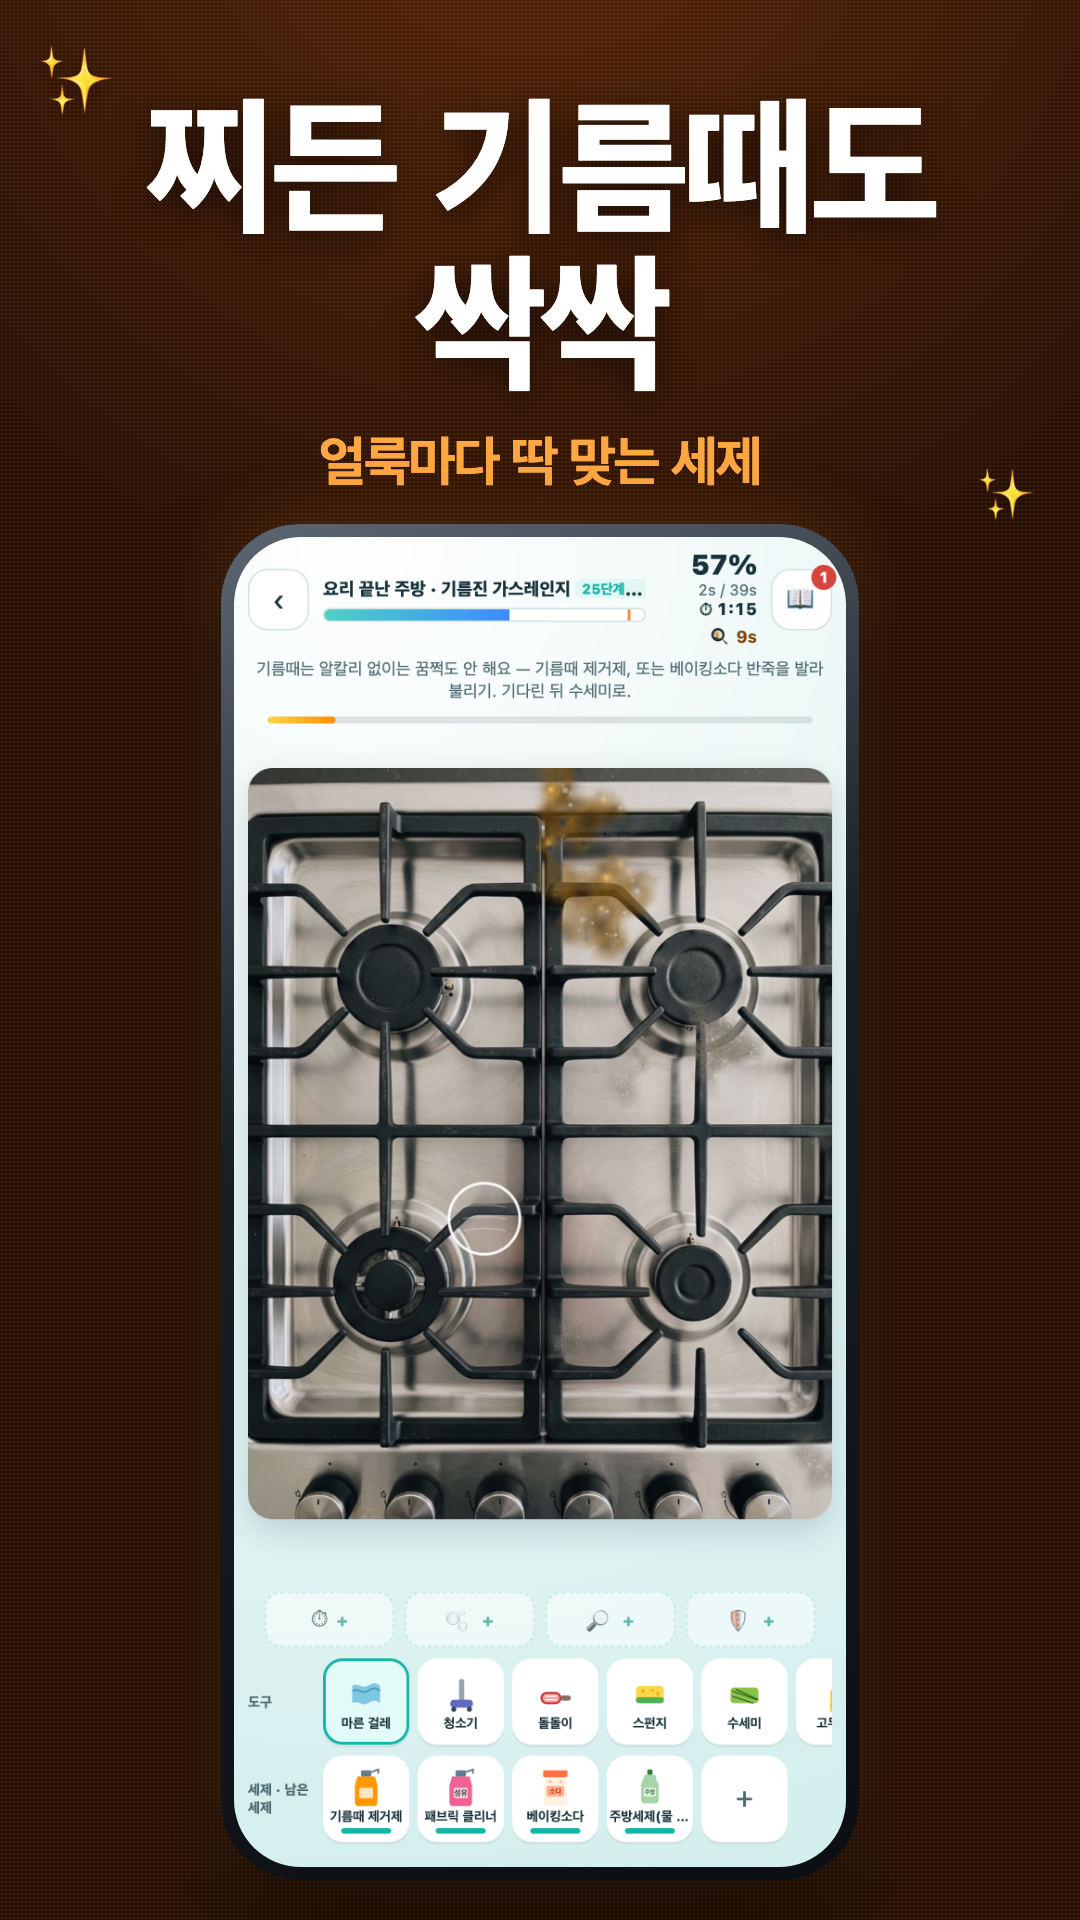 찌든 기름때도
싹싹
얼룩마다 딱 맞는 세제
요리 끝난 주방 · 기름진 가스레인지 25단계...
57%
2s / 39s
1:15
9s
1
기름때는 알칼리 없이는 꿈쩍도 안 해요 — 기름때 제거제, 또는 베이킹소다 반죽을 발라
불리기. 기다린 뒤 수세미로.
+ + + +
도구
마른 걸레 청소기 돌돌이 스펀지 수세미
세제 · 남은
세제
섬유 소다 주방
기름때 제거제 패브릭 클리너 베이킹소다 주방세제(물 ... +